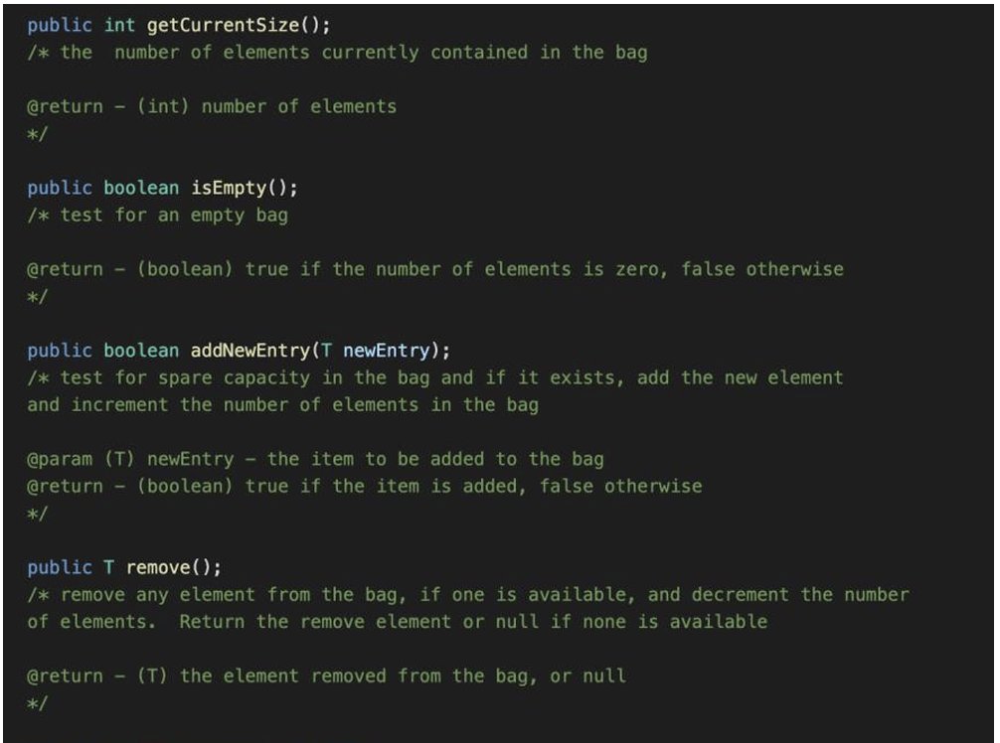 public int getCurrentSize();
/* the  number of elements currently contained in the bag
@return – (int) number of elements
*/
public boolean isEmpty();
/* test for an empty bag
@return – (boolean) true if the number of elements is zero, false otherwise
*/
public boolean addNewEntry(T newEntry);
/* test for spare capacity in the bag and if it exists, add the new element
and increment the number of elements in the bag
@param (T) newEntry – the item to be added to the bag
@return – (boolean) true if the item is added, false otherwise
*/
public T remove();
/* remove any element from the bag, if one is available, and decrement the number
of elements.  Return the remove element or null if none is available
@return – (T) the element removed from the bag, or null
*/